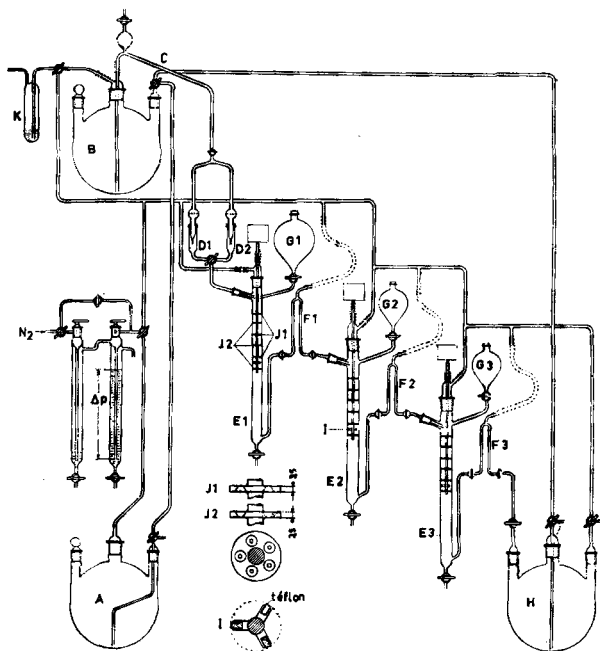 C
K
B
D1
D2
G1
N₂
J2
J1
F1
G2
Δp
E1
I
F2
G3
E2
F3
J1
25
J2
25
E3
A
H
téflon
I